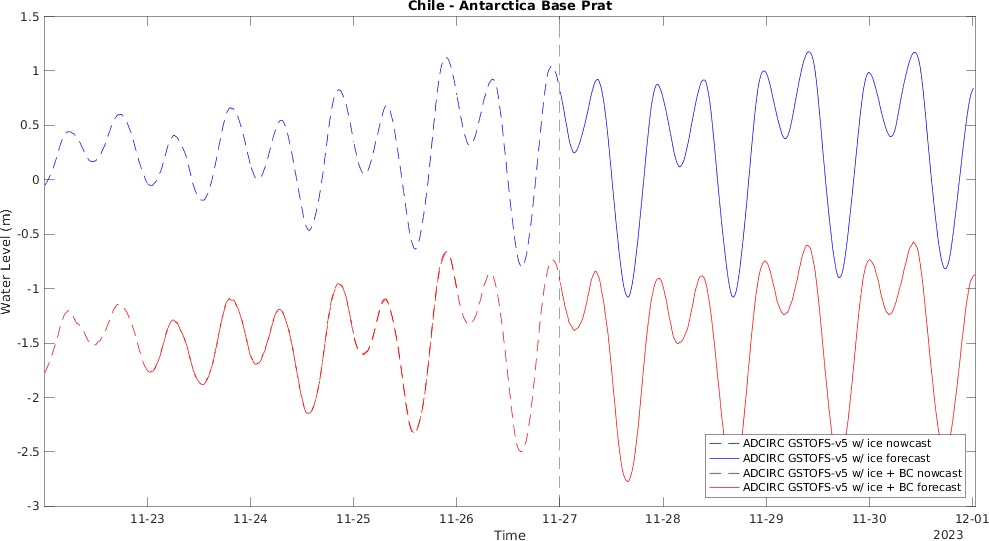 Chile - Antarctica Base Prat
1.5
1
0.5
0
-0.5
-1
-1.5
-2
-2.5
-3
Water Level (m)
11-23
11-24
11-25
11-26
11-27
11-28
11-29
11-30
12-01
Time
2023
ADCIRC GSTOFS-v5 w/ ice nowcast
ADCIRC GSTOFS-v5 w/ ice forecast
ADCIRC GSTOFS-v5 w/ ice + BC nowcast
ADCIRC GSTOFS-v5 w/ ice + BC forecast